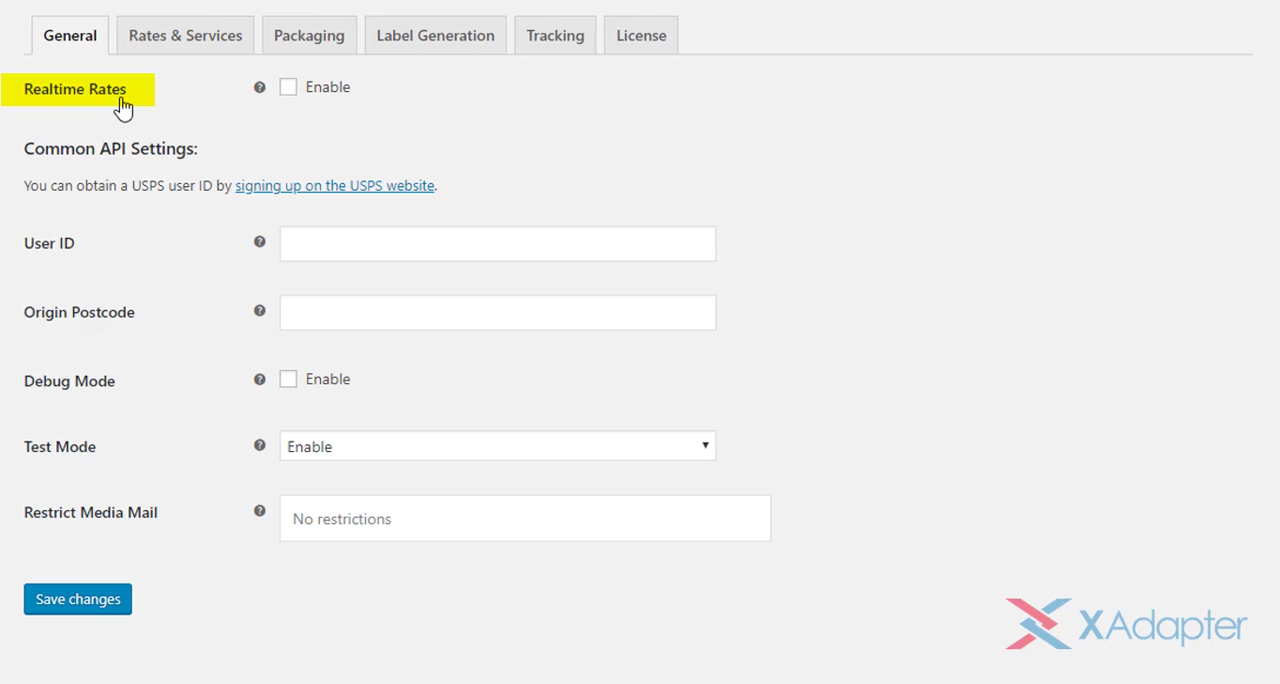 General Rates & Services Packaging Label Generation Tracking License
Realtime Rates Enable
Common API Settings:
You can obtain a USPS user ID by signing up on the USPS website.
User ID
Origin Postcode
Debug Mode Enable
Test Mode Enable
Restrict Media Mail No restrictions
Save changes
XAdapter